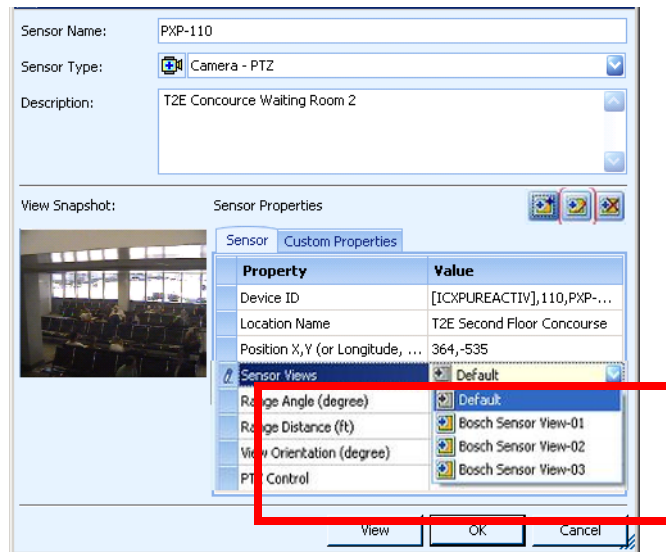 Sensor Name: PXP-110
Sensor Type: Camera - PTZ
Description: T2E Concource Waiting Room 2
View Snapshot: Sensor Properties
Sensor Custom Properties
Property Value
Device ID [ICXPUREACTIV],110,PXP-...
Location Name T2E Second Floor Concourse
Position X,Y (or Longitude, ... 364,-535
Sensor Views Default
Range Angle (degree) Default
Range Distance (ft) Bosch Sensor View-01
View Orientation (degree) Bosch Sensor View-02
PTZ Control Bosch Sensor View-03
View OK Cancel